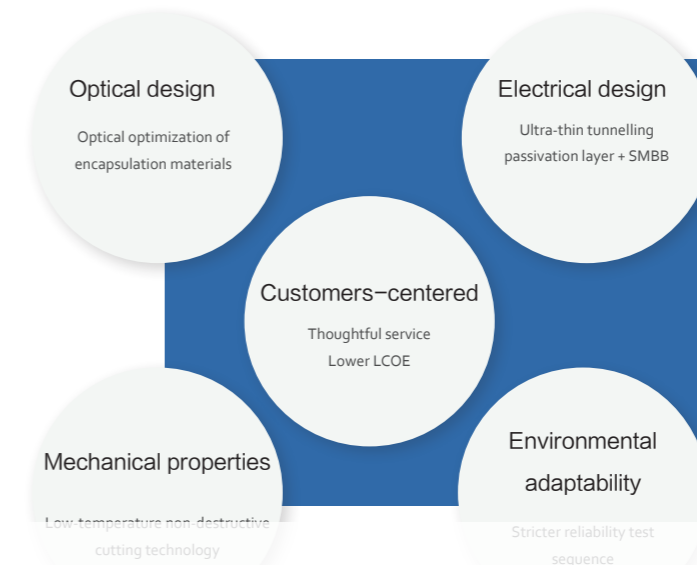 Optical design
Optical optimization of
encapsulation materials
Electrical design
Ultra-thin tunnelling
passivation layer + SMBB
Customers-centered
Thoughtful service
Lower LCOE
Mechanical properties
Low-temperature non-destructive
cutting technology
Environmental
adaptability
Stricter reliability test
sequence